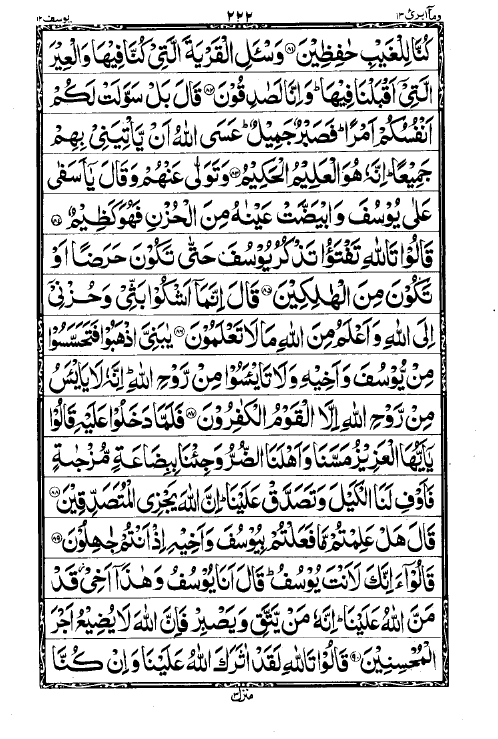 ومآ ابرئ ١٣
٢٢٢
يوسف ١٢
كُنَّا لِلْغَيْبِ حٰفِظِيْنَ ۝٨١ وَسْـَٔلِ الْقَرْيَةَ الَّتِيْ كُنَّا فِيْهَا وَالْعِيْرَ
الَّتِيْٓ اَقْبَلْنَا فِيْهَا ؕ وَاِنَّا لَصٰدِقُوْنَ ۝٨٢ قَالَ بَلْ سَوَّلَتْ لَكُمْ
اَنْفُسُكُمْ اَمْرًا ؕ فَصَبْرٌ جَمِيْلٌ ؕ عَسَى اللّٰهُ اَنْ يَّاْتِيَنِيْ بِهِمْ
جَمِيْعًا ؕ اِنَّهٗ هُوَ الْعَلِيْمُ الْحَكِيْمُ ۝٨٣ وَتَوَلّٰى عَنْهُمْ وَقَالَ يٰٓاَسَفٰى
عَلٰى يُوْسُفَ وَابْيَضَّتْ عَيْنٰهُ مِنَ الْحُزْنِ فَهُوَ كَظِيْمٌ ۝٨٤
قَالُوْا تَاللّٰهِ تَفْتَؤُا تَذْكُرُ يُوْسُفَ حَتّٰى تَكُوْنَ حَرَضًا اَوْ
تَكُوْنَ مِنَ الْهٰلِكِيْنَ ۝٨٥ قَالَ اِنَّمَآ اَشْكُوْا بَثِّيْ وَحُزْنِيْٓ
اِلَى اللّٰهِ وَاَعْلَمُ مِنَ اللّٰهِ مَا لَا تَعْلَمُوْنَ ۝٨٦ يٰبَنِيَّ اذْهَبُوْا فَتَحَسَّسُوْا
مِنْ يُّوْسُفَ وَاَخِيْهِ وَلَا تَايْـَٔسُوْا مِنْ رَّوْحِ اللّٰهِ ؕ اِنَّهٗ لَا يَايْـَٔسُ
مِنْ رَّوْحِ اللّٰهِ اِلَّا الْقَوْمُ الْكٰفِرُوْنَ ۝٨٧ فَلَمَّا دَخَلُوْا عَلَيْهِ قَالُوْا
يٰٓاَيُّهَا الْعَزِيْزُ مَسَّنَا وَاَهْلَنَا الضُّرُّ وَجِئْنَا بِبِضَاعَةٍ مُّزْجٰىةٍ
فَاَوْفِ لَنَا الْكَيْلَ وَتَصَدَّقْ عَلَيْنَا ؕ اِنَّ اللّٰهَ يَجْزِي الْمُتَصَدِّقِيْنَ ۝٨٨
قَالَ هَلْ عَلِمْتُمْ مَّا فَعَلْتُمْ بِيُوْسُفَ وَاَخِيْهِ اِذْ اَنْتُمْ جٰهِلُوْنَ ۝٨٩
قَالُوْٓا ءَاِنَّكَ لَاَنْتَ يُوْسُفُ ؕ قَالَ اَنَا يُوْسُفُ وَهٰذَآ اَخِيْ ۫ قَدْ
مَنَّ اللّٰهُ عَلَيْنَا ؕ اِنَّهٗ مَنْ يَّتَّقِ وَيَصْبِرْ فَاِنَّ اللّٰهَ لَا يُضِيْعُ اَجْرَ
الْمُحْسِنِيْنَ ۝٩٠ قَالُوْا تَاللّٰهِ لَقَدْ اٰثَرَكَ اللّٰهُ عَلَيْنَا وَاِنْ كُنَّا
منزل ٣